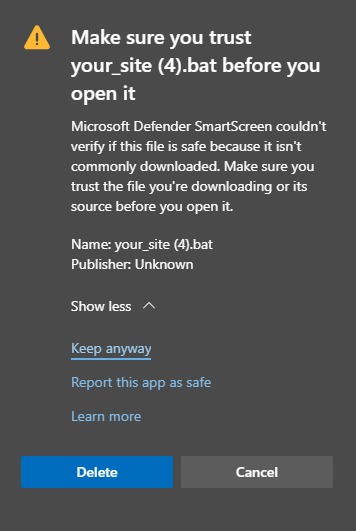 Make sure you trust
your_site (4).bat before you
open it
Microsoft Defender SmartScreen couldn't
verify if this file is safe because it isn't
commonly downloaded. Make sure you
trust the file you're downloading or its
source before you open it.
Name: your_site (4).bat
Publisher: Unknown
Show less
Keep anyway
Report this app as safe
Learn more
Delete
Cancel